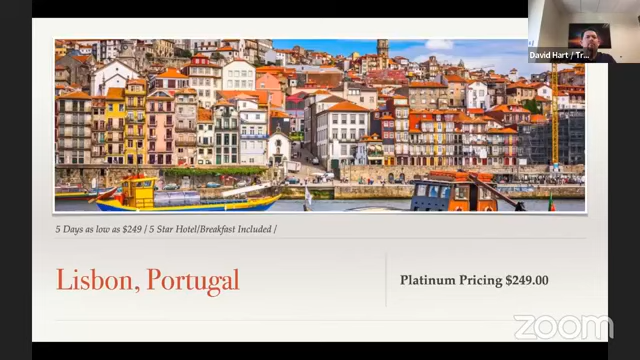 David Hart / Tr...
5 Days as low as $249 / 5 Star Hotel/Breakfast Included /
Lisbon, Portugal
Platinum Pricing $249.00
zoom